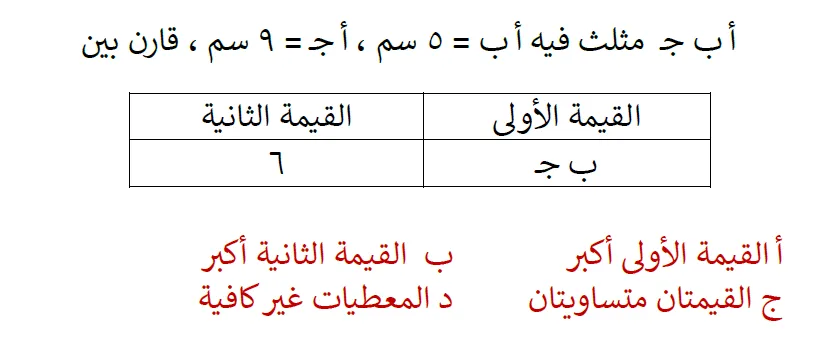 أ ب جـ مثلث فيه أ ب = ٥ سم ، أ جـ = ٩ سم ، قارن بين
القيمة الأولى القيمة الثانية
ب جـ ٦
أ القيمة الأولى أكبر ب القيمة الثانية أكبر
ج القيمتان متساويتان د المعطيات غير كافية